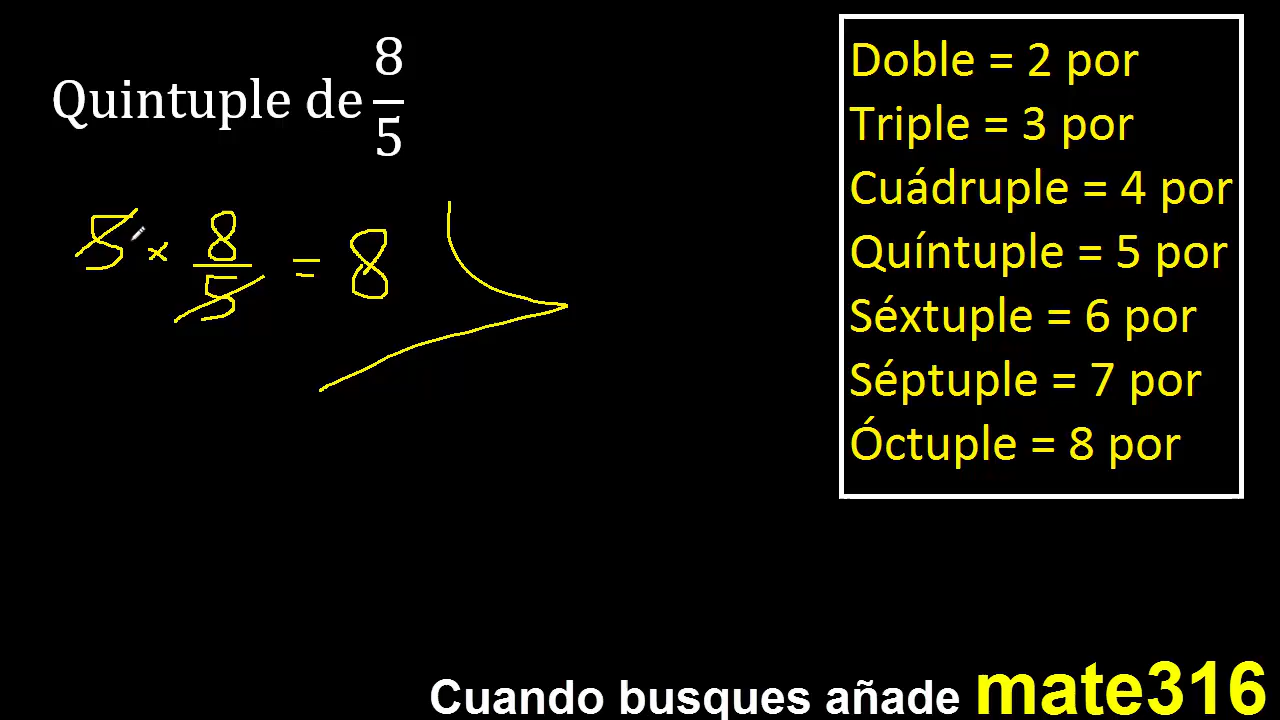 Quintuple de 8/5
5 × 8/5 = 8
Doble = 2 por
Triple = 3 por
Cuádruple = 4 por
Quíntuple = 5 por
Séxtuple = 6 por
Séptuple = 7 por
Óctuple = 8 por
Cuando busques añade mate316